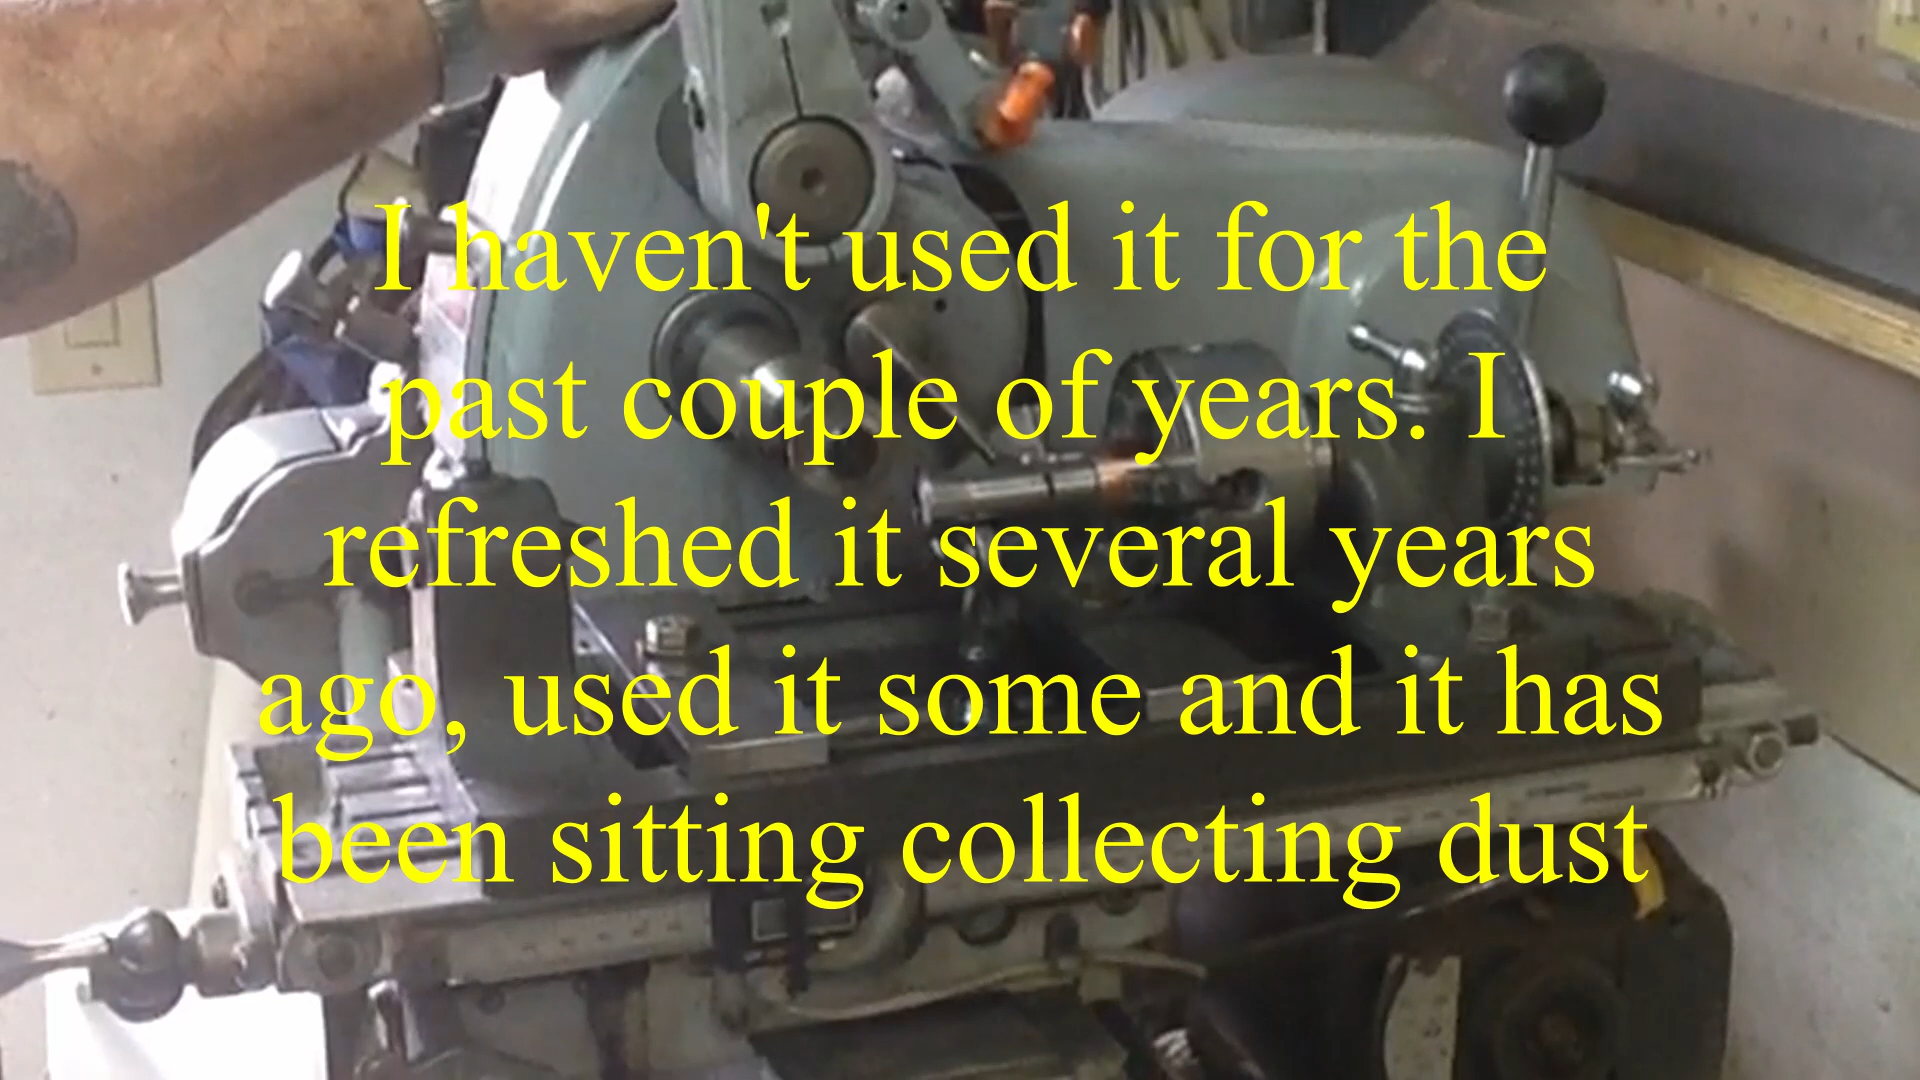 I haven't used it for the
past couple of years. I
refreshed it several years
ago, used it some and it has
been sitting collecting dust